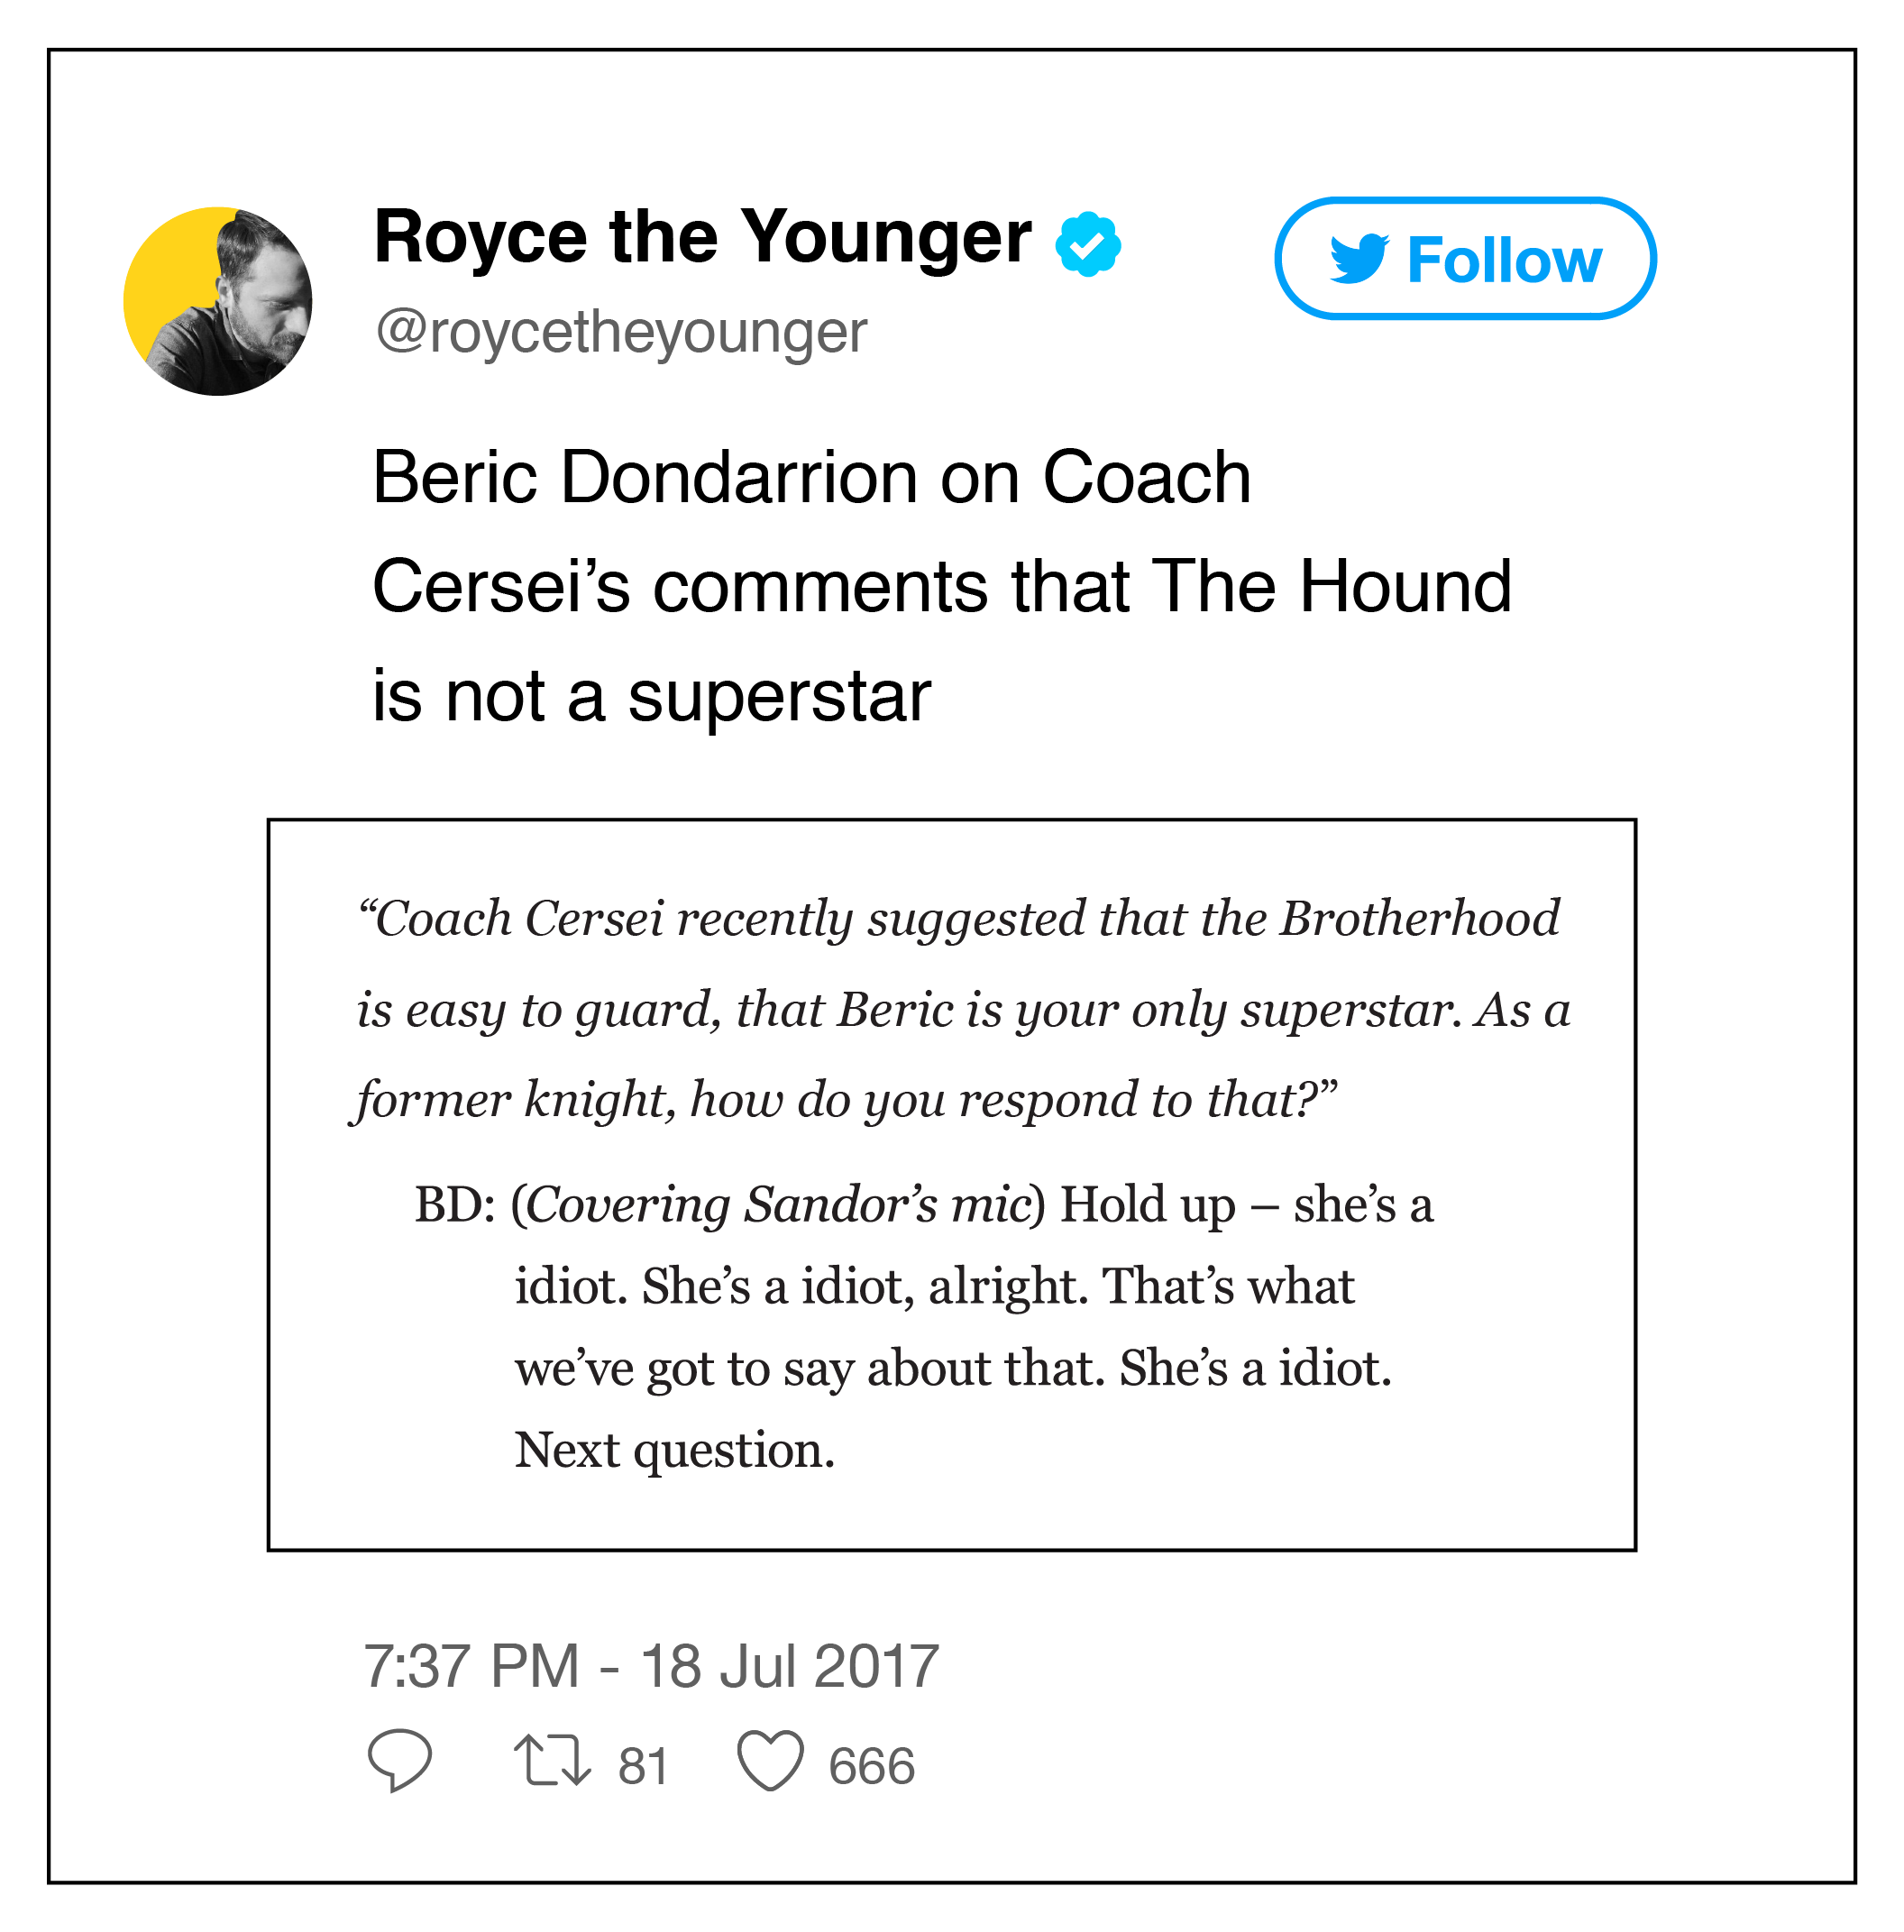 Royce the Younger
Follow
@roycetheyounger
Beric Dondarrion on Coach
Cersei’s comments that The Hound
is not a superstar
“Coach Cersei recently suggested that the Brotherhood
is easy to guard, that Beric is your only superstar. As a
former knight, how do you respond to that?”
BD: (Covering Sandor’s mic) Hold up – she’s a
idiot. She’s a idiot, alright. That’s what
we’ve got to say about that. She’s a idiot.
Next question.
7:37 PM - 18 Jul 2017
81 666